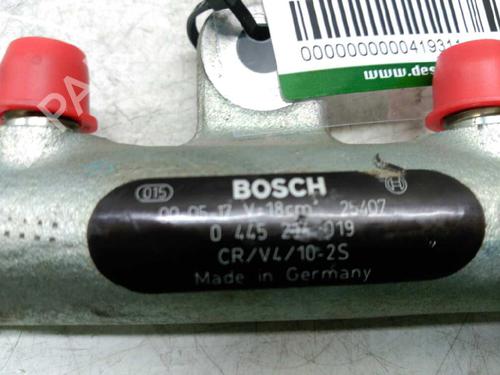 0000000000041931
www.des
015
BOSCH
00 05 17 V=18cm³ 25407
0 445 214 019
CR/V4/10-2S
Made in Germany